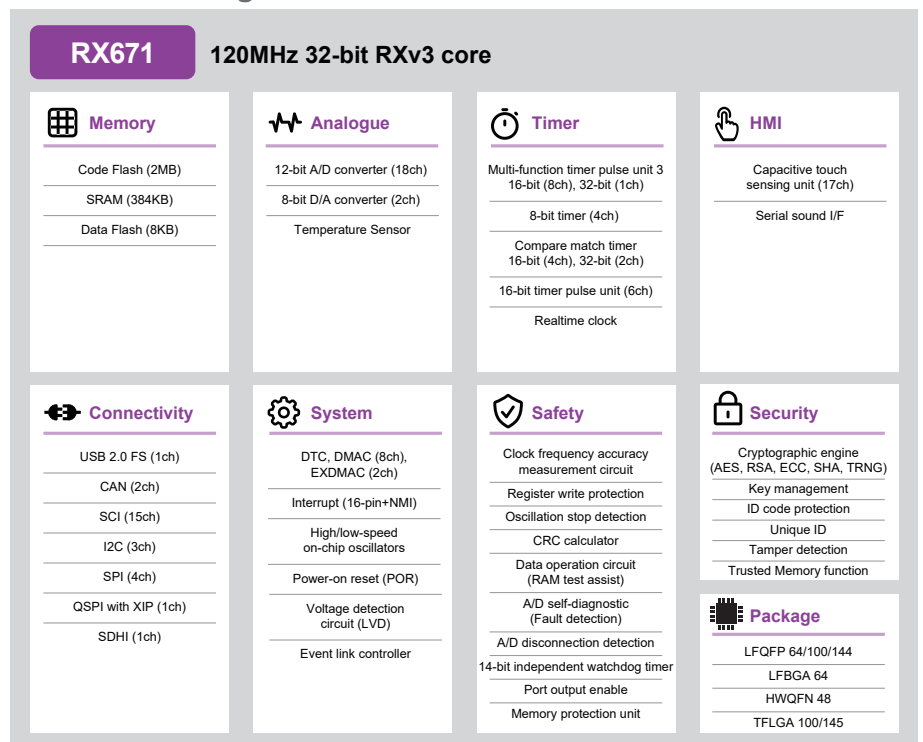 RX671
120MHz 32-bit RXv3 core
Memory
Code Flash (2MB)
SRAM (384KB)
Data Flash (8KB)
Analogue
12-bit A/D converter (18ch)
8-bit D/A converter (2ch)
Temperature Sensor
Timer
Multi-function timer pulse unit 3
16-bit (8ch), 32-bit (1ch)
8-bit timer (4ch)
Compare match timer
16-bit (4ch), 32-bit (2ch)
16-bit timer pulse unit (6ch)
Realtime clock
HMI
Capacitive touch
sensing unit (17ch)
Serial sound I/F
Connectivity
USB 2.0 FS (1ch)
CAN (2ch)
SCI (15ch)
I2C (3ch)
SPI (4ch)
QSPI with XIP (1ch)
SDHI (1ch)
System
DTC, DMAC (8ch),
EXDMAC (2ch)
Interrupt (16-pin+NMI)
High/low-speed
on-chip oscillators
Power-on reset (POR)
Voltage detection
circuit (LVD)
Event link controller
Safety
Clock frequency accuracy
measurement circuit
Register write protection
Oscillation stop detection
CRC calculator
Data operation circuit
(RAM test assist)
A/D self-diagnostic
(Fault detection)
A/D disconnection detection
14-bit independent watchdog timer
Port output enable
Memory protection unit
Security
Cryptographic engine
(AES, RSA, ECC, SHA, TRNG)
Key management
ID code protection
Unique ID
Tamper detection
Trusted Memory function
Package
LFQFP 64/100/144
LFBGA 64
HWQFN 48
TFLGA 100/145